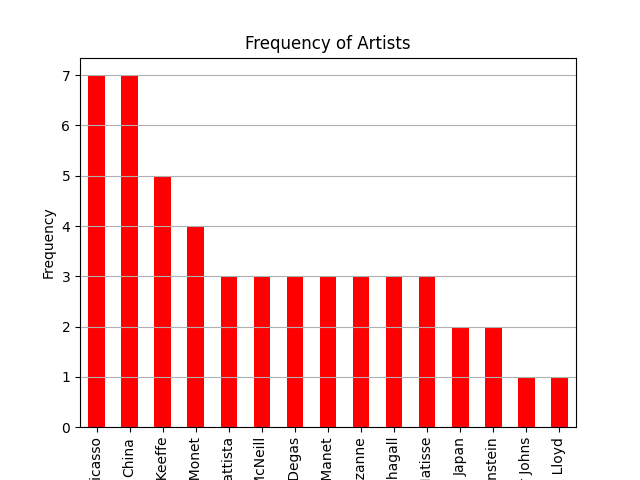 Frequency of Artists
Frequency
7
6
5
4
3
2
1
0
icasso
China
Keeffe
Monet
attista
McNeill
Degas
Manet
zanne
hagall
latisse
Japan
nstein
Johns
Lloyd